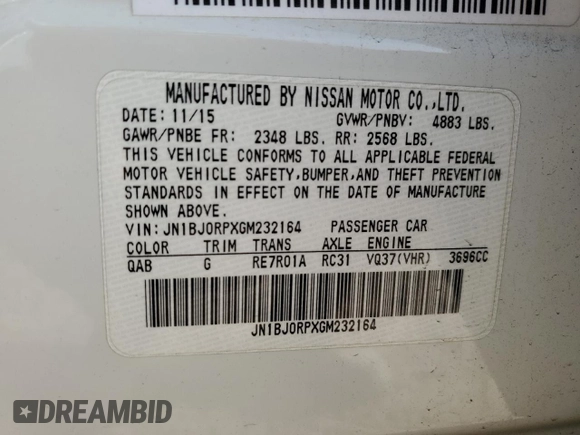 MANUFACTURED BY NISSAN MOTOR CO.,LTD.
DATE: 11/15 GVWR/PNBV: 4883 LBS.
GAWR/PNBE FR: 2348 LBS. RR: 2568 LBS.
THIS VEHICLE CONFORMS TO ALL APPLICABLE FEDERAL
MOTOR VEHICLE SAFETY,BUMPER,AND THEFT PREVENTION
STANDARDS IN EFFECT ON THE DATE OF MANUFACTURE
SHOWN ABOVE.
VIN:JN1BJ0RPXGM232164 PASSENGER CAR
COLOR TRIM TRANS AXLE ENGINE
QAB G RE7R01A RC31 VQ37(VHR) 3696CC
JN1BJ0RPXGM232164
DREAMBID